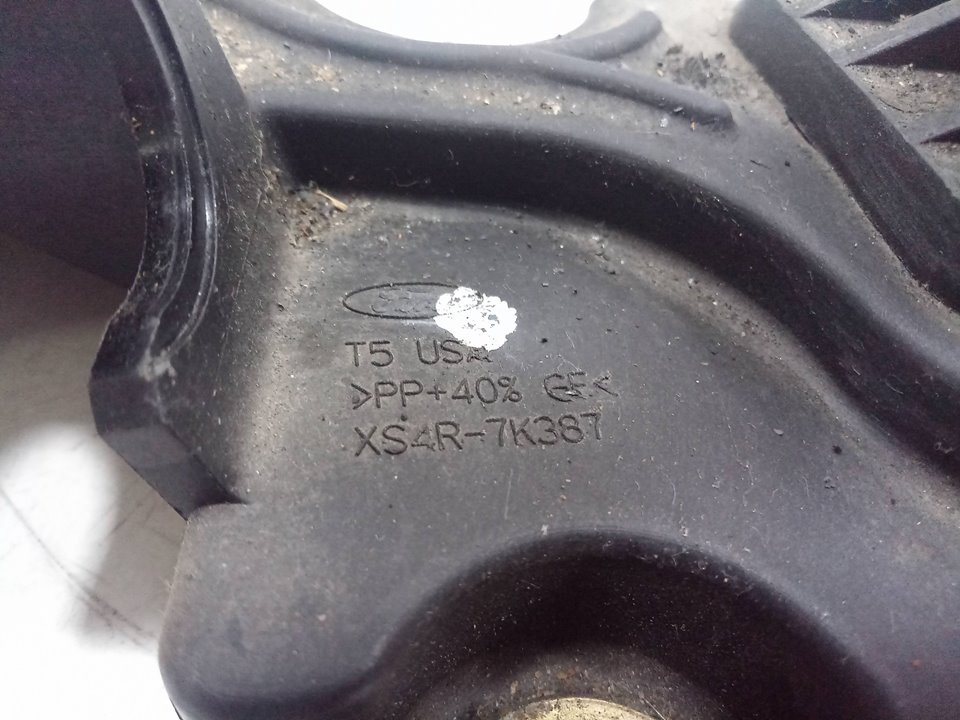 T5 USA
>PP+40% GF<
XS4R-7K387